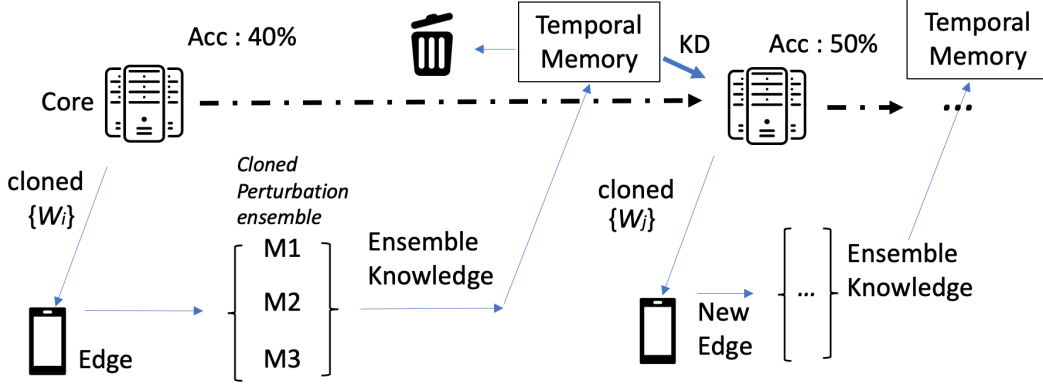 Acc : 40%
Temporal
Memory
KD
Acc : 50%
Temporal
Memory
Core
...
cloned
{Wi}
Cloned
Perturbation
ensemble
M1
M2
M3
Ensemble
Knowledge
Edge
cloned
{Wj}
...
Ensemble
Knowledge
New
Edge